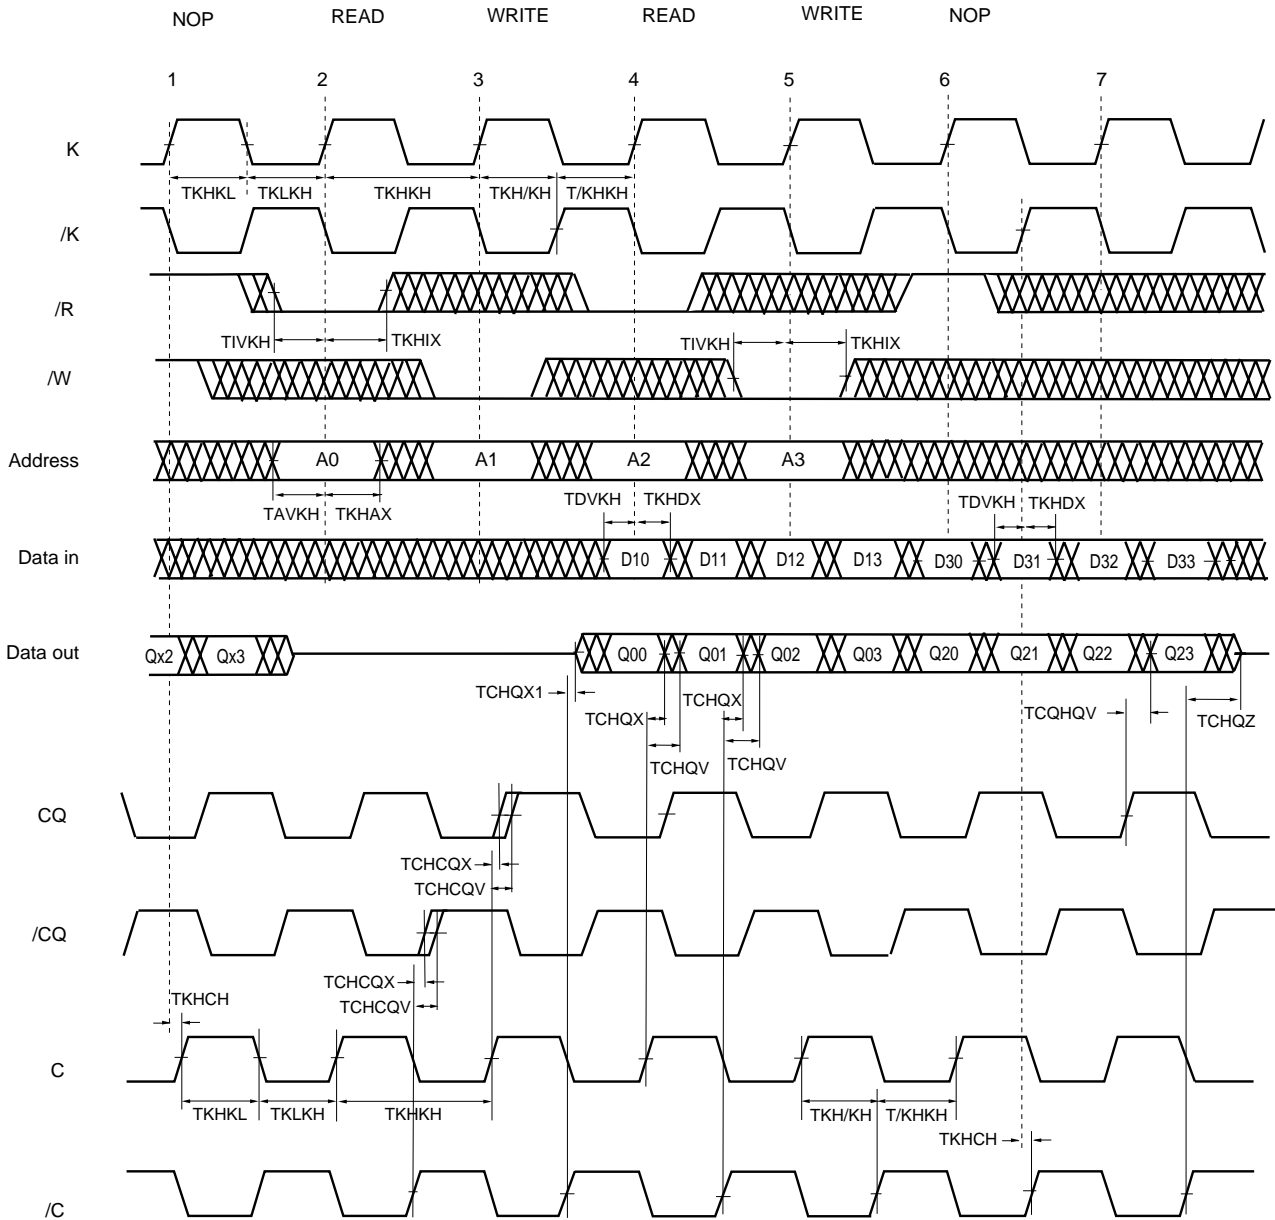 NOP READ WRITE READ WRITE NOP
1 2 3 4 5 6 7
K
TKHKL TKLKH TKHKH TKH/KH T/KHKH
/K
/R
TIVKH TKHIX TIVKH TKHIX
/W
Address A0 A1 A2 A3
TAVKH TKHAX TDVKH TKHDX TDVKH TKHDX
Data in D10 D11 D12 D13 D30 D31 D32 D33
Data out Qx2 Qx3 Q00 Q01 Q02 Q03 Q20 Q21 Q22 Q23
TCHQX1 TCHQX TCHQX TCQHQV TCHQZ
TCHQV TCHQV
CQ
TCHCQX
TCHCQV
/CQ
TCHCQX
TCHCQV
TKHCH
C
TKHKL TKLKH TKHKH TKH/KH T/KHKH
TKHCH
/C